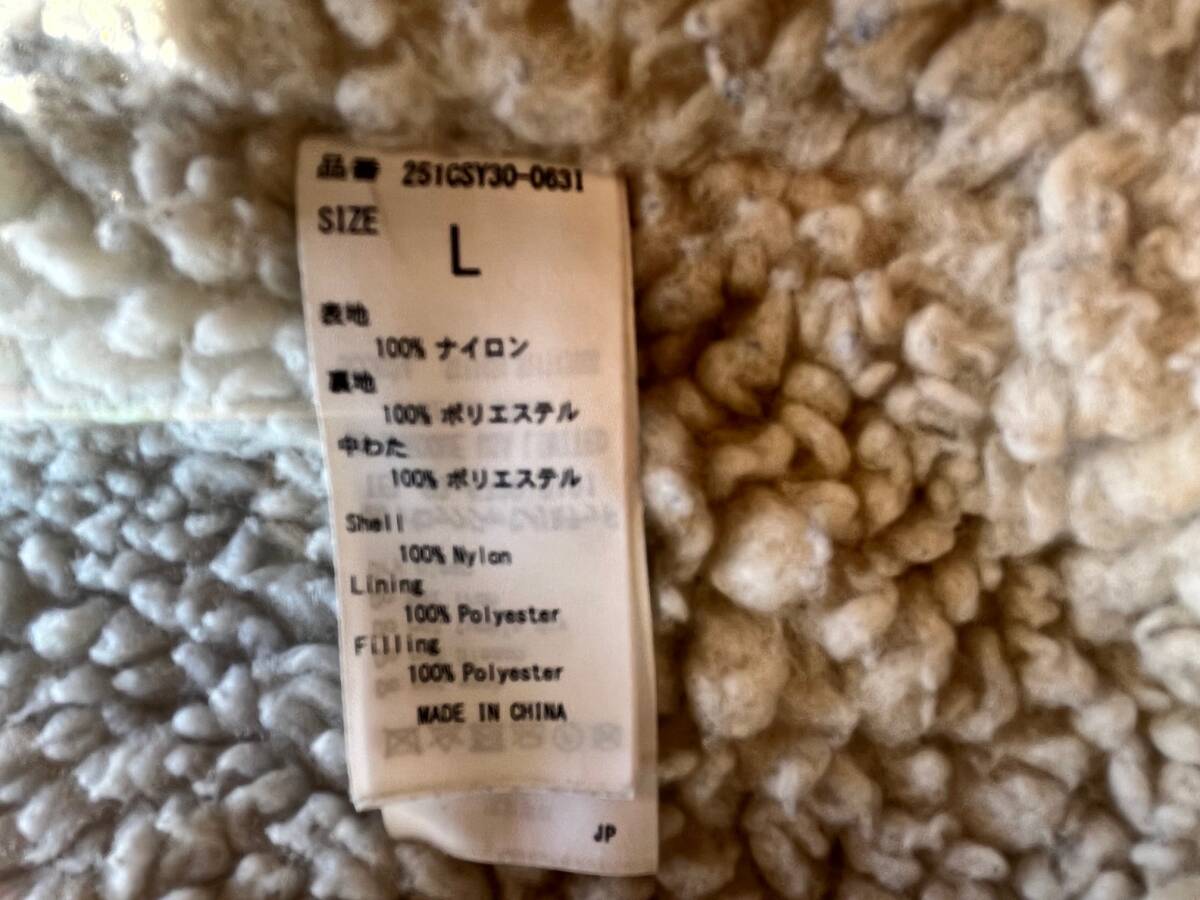 品番 251GSY30-0631
SIZE
L
表地
100% ナイロン
裏地
100% ポリエステル
中わた
100% ポリエステル
Shell
100% Nylon
Lining
100% Polyester
Filling
100% Polyester
MADE IN CHINA
JP